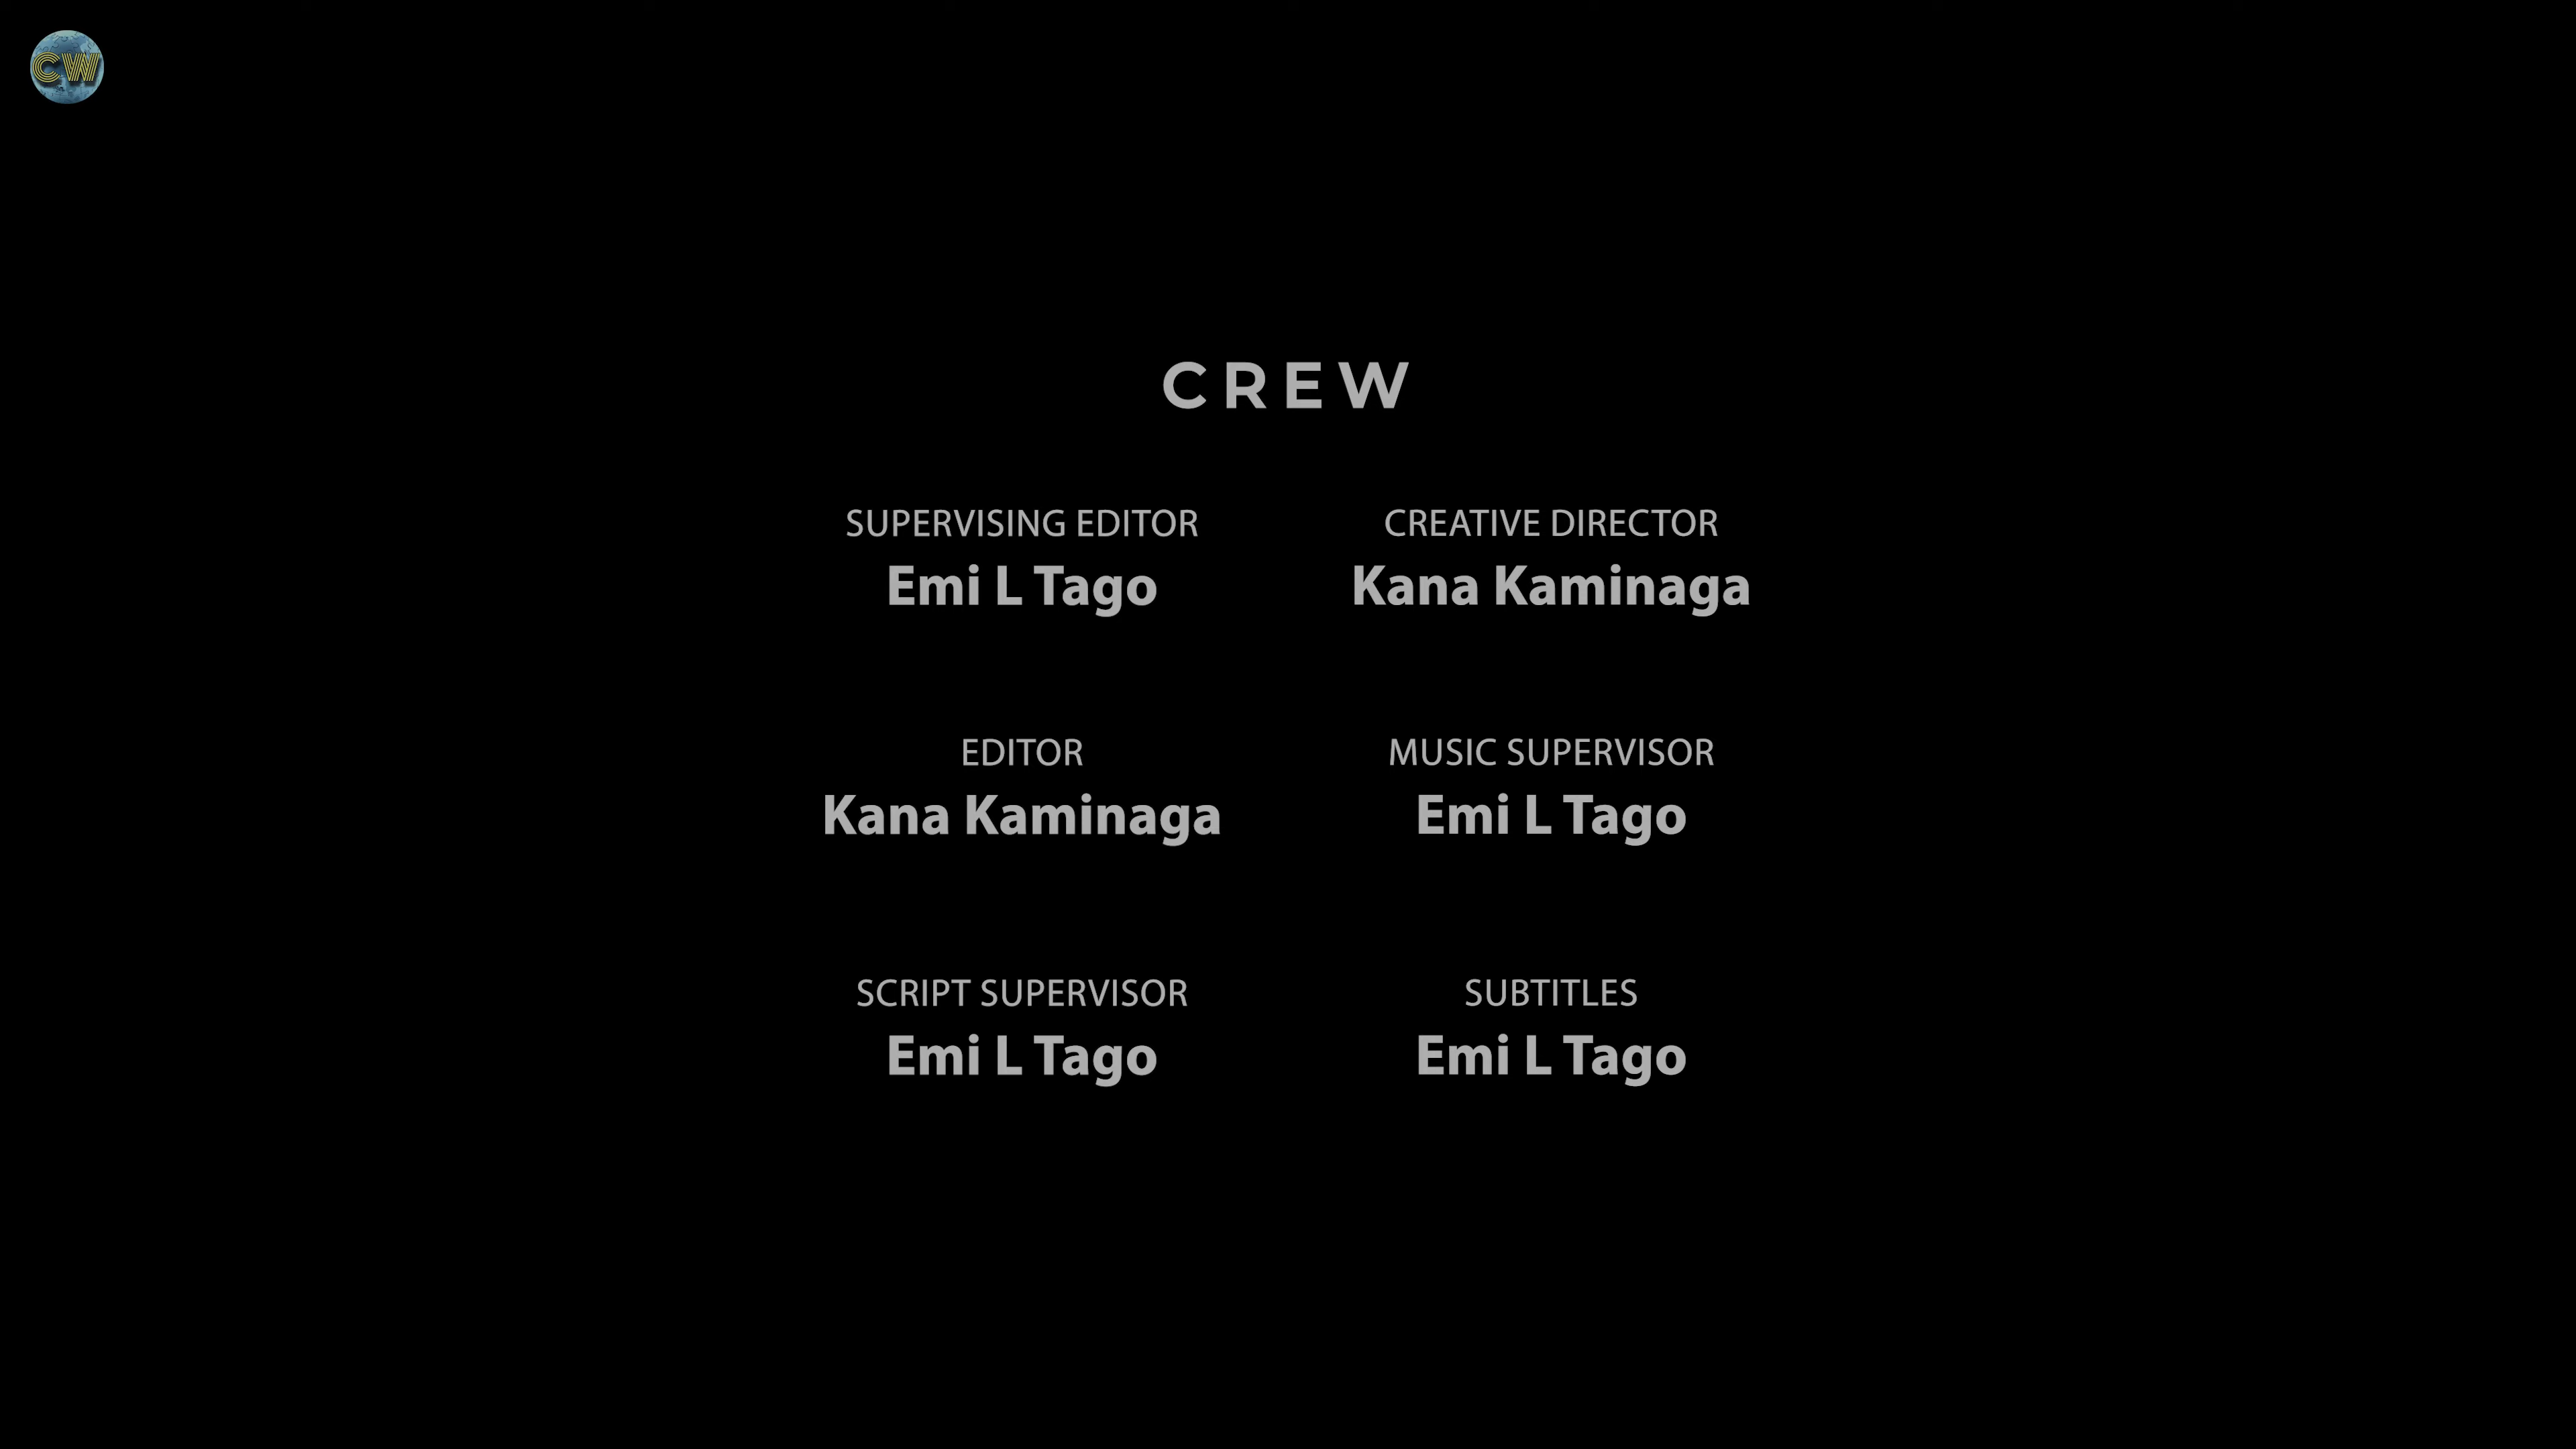 CW
CREW
SUPERVISING EDITOR
Emi L Tago
CREATIVE DIRECTOR
Kana Kaminaga
EDITOR
Kana Kaminaga
MUSIC SUPERVISOR
Emi L Tago
SCRIPT SUPERVISOR
Emi L Tago
SUBTITLES
Emi L Tago